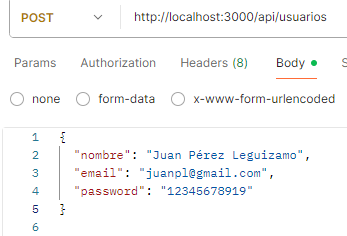 POST http://localhost:3000/api/usuarios
Params Authorization Headers (8) Body
none form-data x-www-form-urlencoded
1 {
2 "nombre": "Juan Pérez Leguizamo",
3 "email": "juanpl@gmail.com",
4 "password": "12345678919"
5 }
6